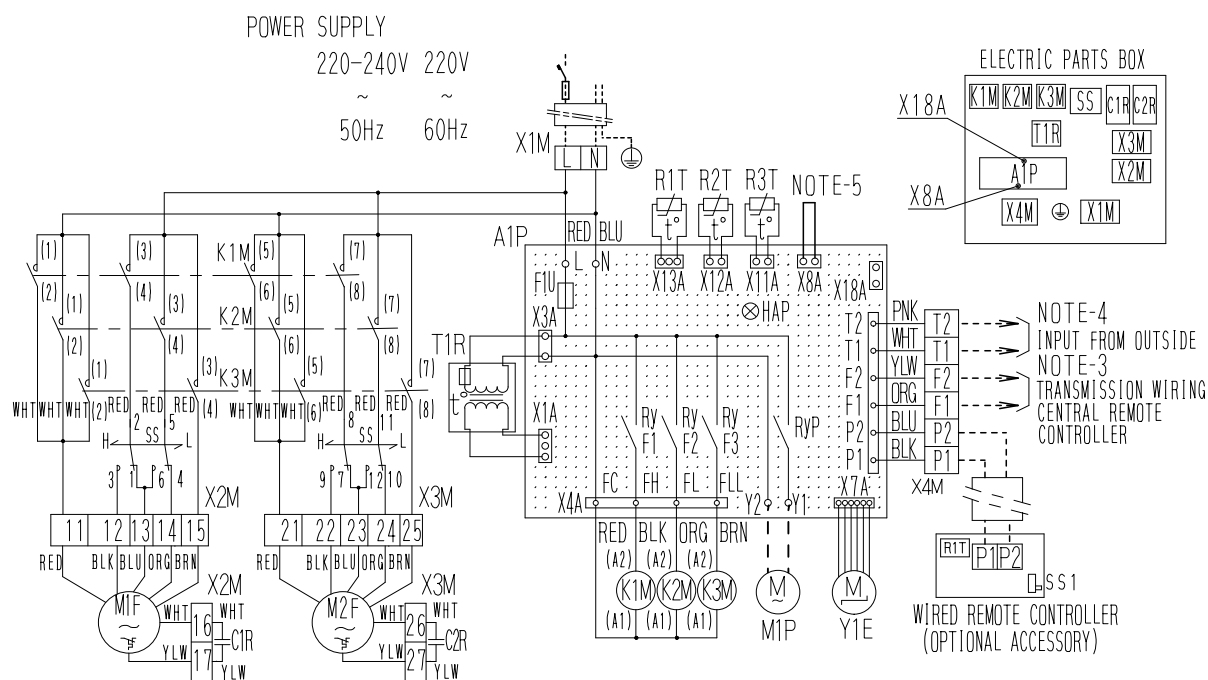 POWER SUPPLY
220-240V 220V
~ ~
50Hz 60Hz
X1M
L N
ELECTRIC PARTS BOX
X18A
K1M K2M K3M SS C1R C2R
T1R
X3M
X2M
A1P
X8A
X4M X1M
R1T R2T R3T NOTE-5
t° t° t°
A1P
RED BLU
L N
X13A X12A X11A X8A X18A
F1U
HAP
X3A
T1R
t°
X1A
(1) (3) K1M (5) (7)
(2) (4) (6) (8)
(1) (3) K2M (5) (7)
(2) (4) (6) (8)
(1) (3) K3M (5) (7)
WHT WHT WHT (2) RED RED RED (4) WHT WHT WHT (6) RED RED RED (8)
2 5 8 11
H SS L H SS L
3 1 6 4 9 7 12 10
X2M X3M
11 12 13 14 15
21 22 23 24 25
RED BLK BLU ORG BRN
RED BLK BLU ORG BRN
M1F
~
WHT
X2M
WHT
16
C1R
17
YLW
YLW
M2F
~
WHT
X3M
WHT
26
C2R
27
YLW
YLW
Ry Ry Ry RyP
F1 F2 F3
FC FH FL FLL
X4A
Y2 Y1
X7A
RED BLK ORG BRN
(A2) (A2) (A2)
K1M K2M K3M
(A1) (A1) (A1)
M
~
M1P
M
Y1E
T2 PNK T2
T1 WHT T1
F2 YLW F2
F1 ORG F1
P2 BLU P2
P1 BLK P1
X4M
NOTE-4
INPUT FROM OUTSIDE
NOTE-3
TRANSMISSION WIRING
CENTRAL REMOTE
CONTROLLER
R1T P1 P2
SS1
WIRED REMOTE CONTROLLER
(OPTIONAL ACCESSORY)